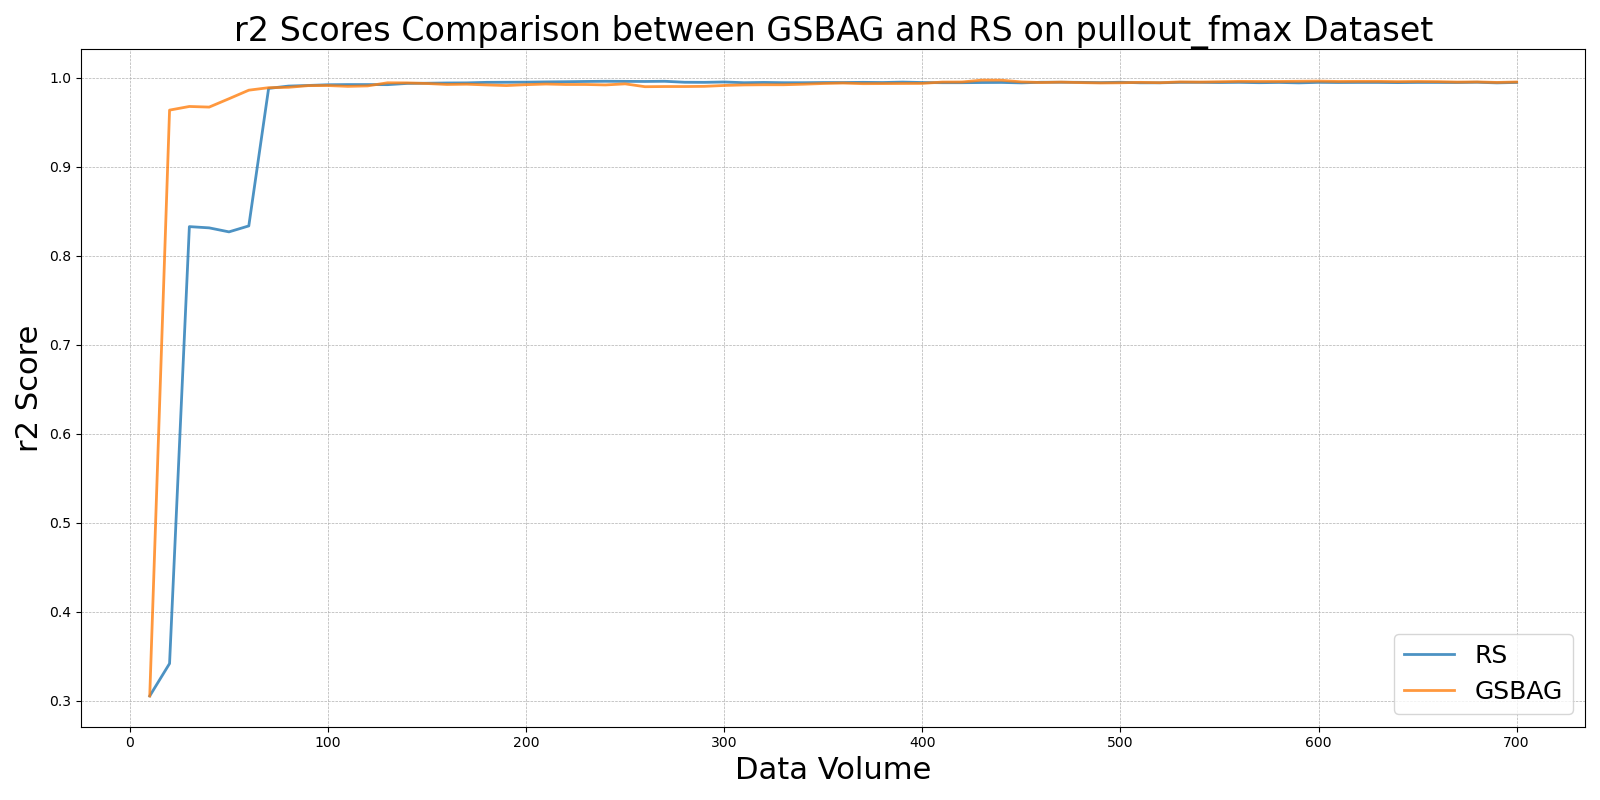 r2 Scores Comparison between GSBAG and RS on pullout_fmax Dataset
r2 Score
1.0
0.9
0.8
0.7
0.6
0.5
0.4
0.3
0 100 200 300 400 500 600 700
Data Volume
RS
GSBAG